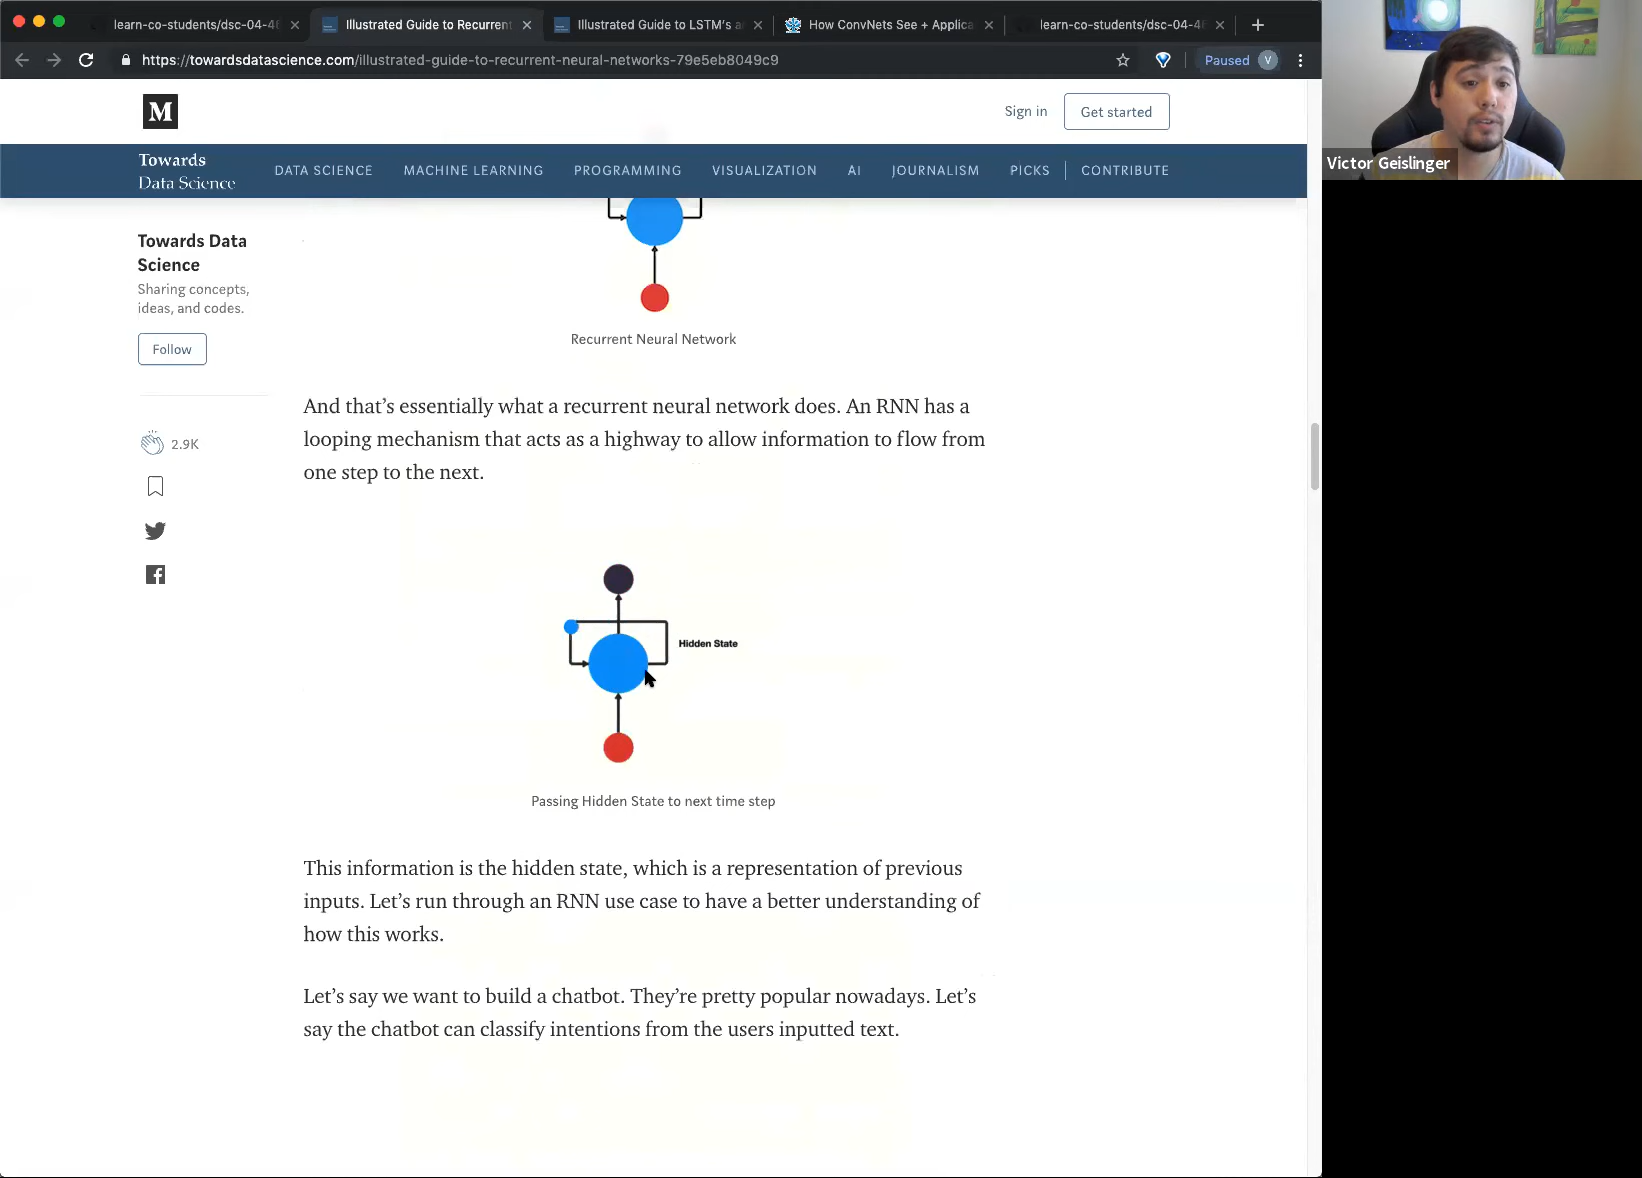 learn-co-students/dsc-04-4
Illustrated Guide to Recurrent
Illustrated Guide to LSTM's a
How ConvNets See + Applica
learn-co-students/dsc-04-4
https://towardsdatascience.com/illustrated-guide-to-recurrent-neural-networks-79e5eb8049c9
Paused
V
M
Sign in
Get started
Towards
Data Science
DATA SCIENCE
MACHINE LEARNING
PROGRAMMING
VISUALIZATION
AI
JOURNALISM
PICKS
CONTRIBUTE
Victor Geislinger
Towards Data
Science
Sharing concepts,
ideas, and codes.
Follow
2.9K
Recurrent Neural Network
And that's essentially what a recurrent neural network does. An RNN has a
looping mechanism that acts as a highway to allow information to flow from
one step to the next.
Hidden State
Passing Hidden State to next time step
This information is the hidden state, which is a representation of previous
inputs. Let's run through an RNN use case to have a better understanding of
how this works.
Let's say we want to build a chatbot. They're pretty popular nowadays. Let's
say the chatbot can classify intentions from the users inputted text.